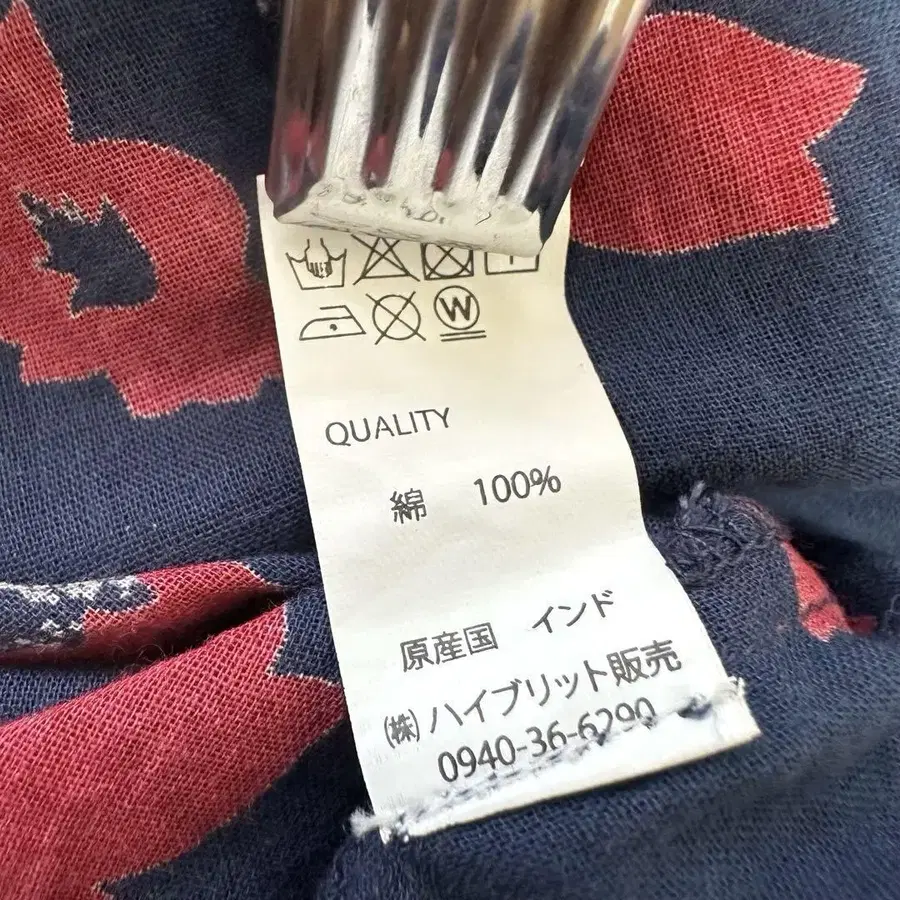 W
QUALITY
綿 100%
原産国 インド
㈱ハイブリット販売
0940-36-6290